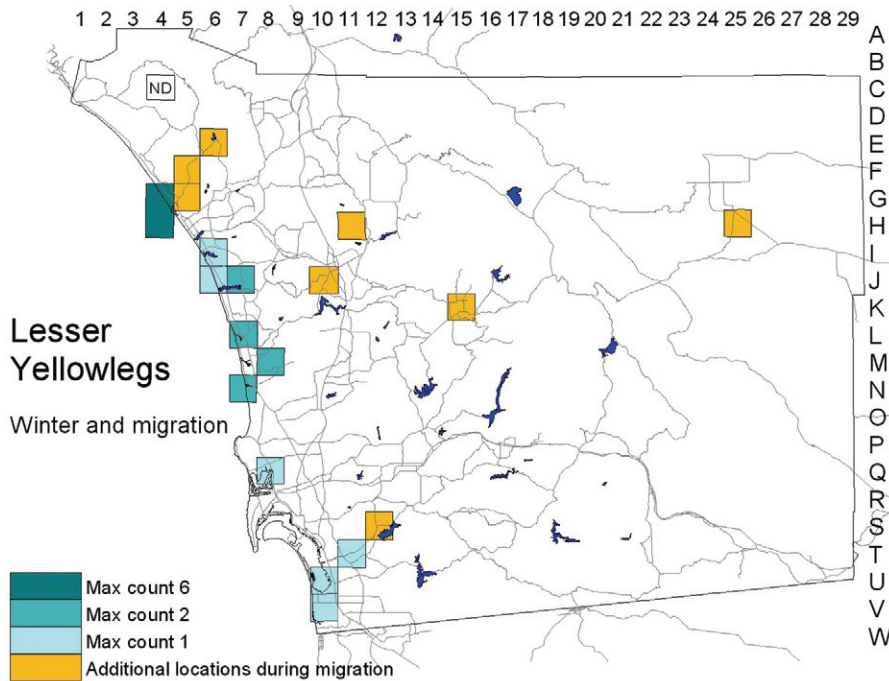 1 2 3 4 5 6 7 8 9 10 11 12 13 14 15 16 17 18 19 20 21 22 23 24 25 26 27 28 29
A
B
C
D
E
F
G
H
I
J
K
L
M
N
O
P
Q
R
S
T
U
V
W
ND
Lesser
Yellowlegs
Winter and migration
Max count 6
Max count 2
Max count 1
Additional locations during migration